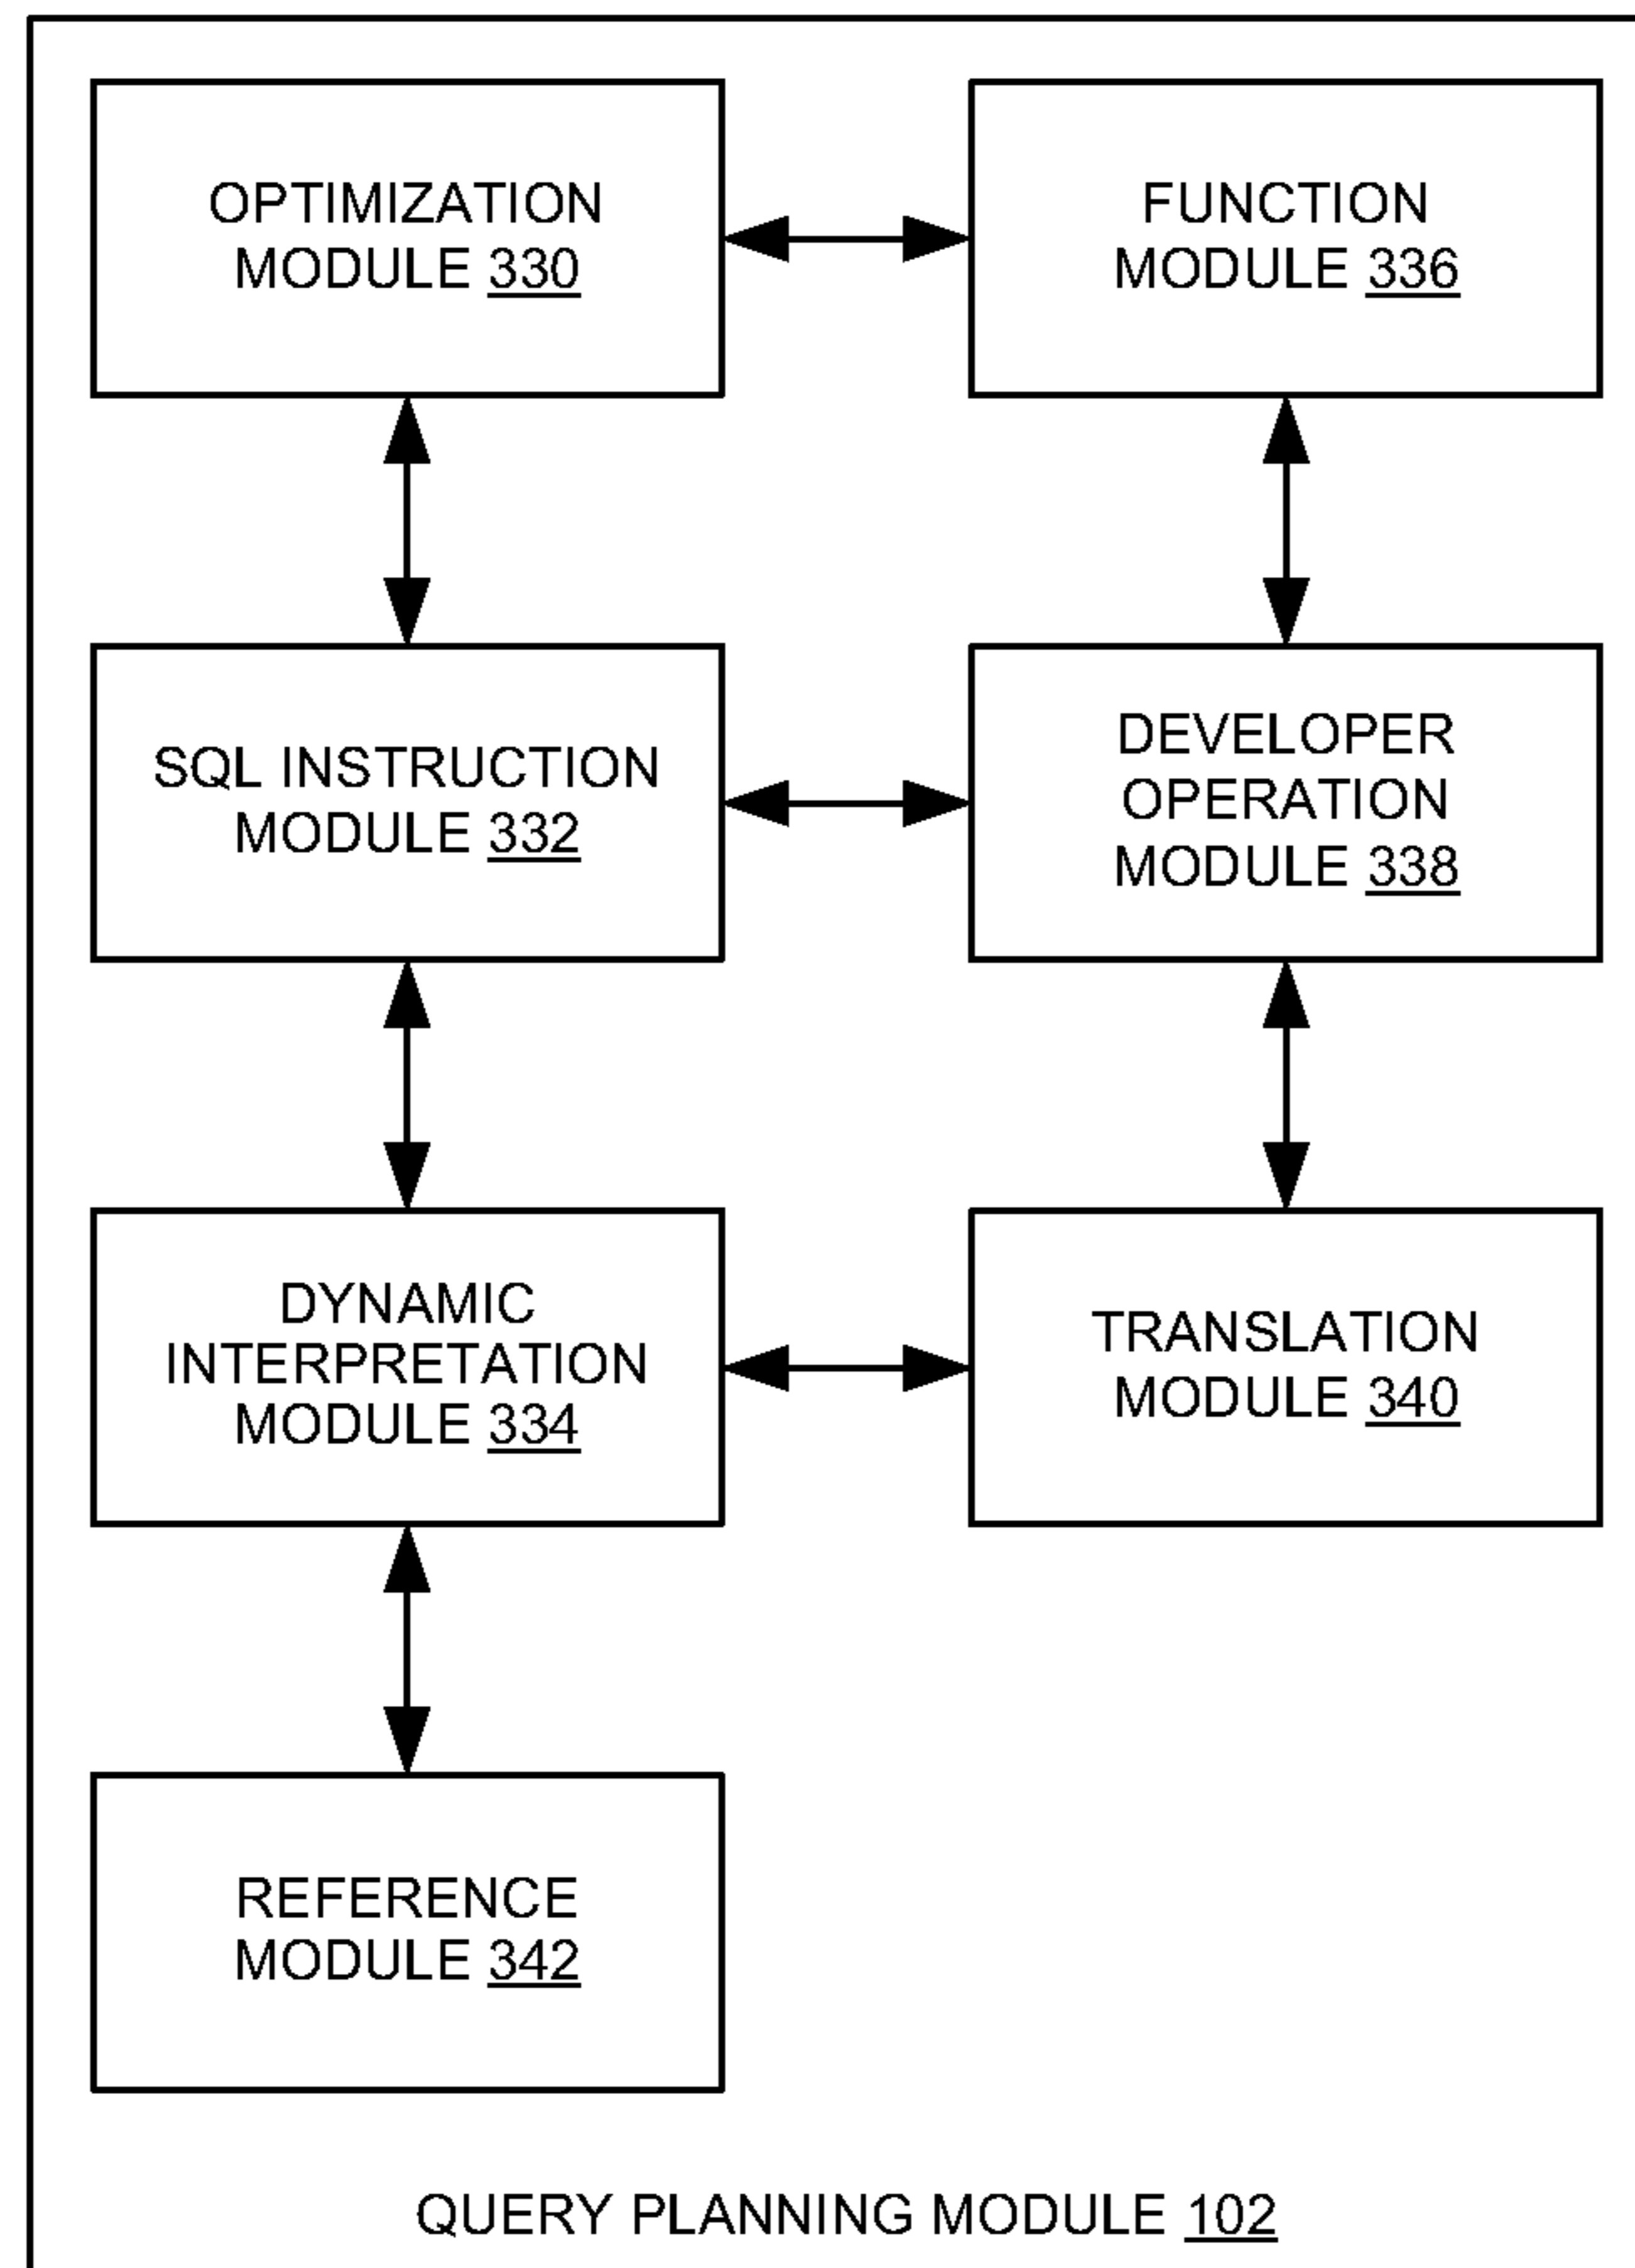 OPTIMIZATION
MODULE 330
FUNCTION
MODULE 336
SQL INSTRUCTION
MODULE 332
DEVELOPER
OPERATION
MODULE 338
DYNAMIC
INTERPRETATION
MODULE 334
TRANSLATION
MODULE 340
REFERENCE
MODULE 342
QUERY PLANNING MODULE 102